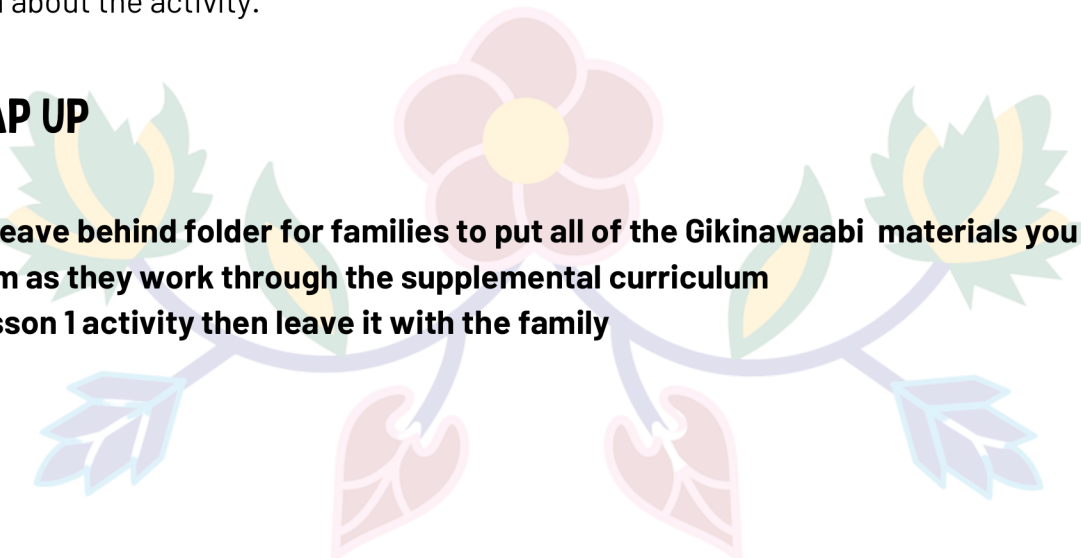 about the activity.
AP UP
eave behind folder for families to put all of the Gikinawaabi materials you
m as they work through the supplemental curriculum
sson 1 activity then leave it with the family